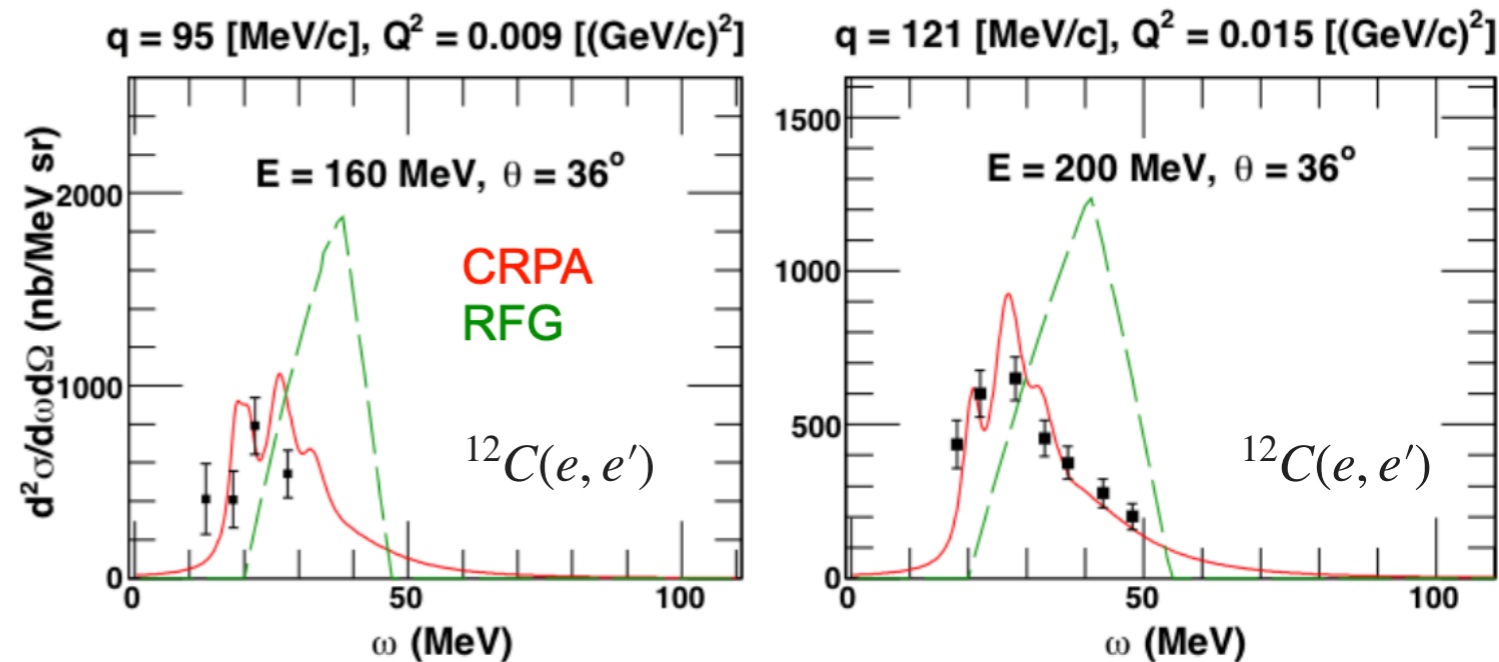 q = 95 [MeV/c], Q² = 0.009 [(GeV/c)²]
d²σ/dωdΩ (nb/MeV sr)
2000
1000
0
E = 160 MeV, θ = 36°
CRPA
RFG
¹²C(e, e′)
0 50 100
ω (MeV)
q = 121 [MeV/c], Q² = 0.015 [(GeV/c)²]
1500
1000
500
0
E = 200 MeV, θ = 36°
¹²C(e, e′)
0 50 100
ω (MeV)